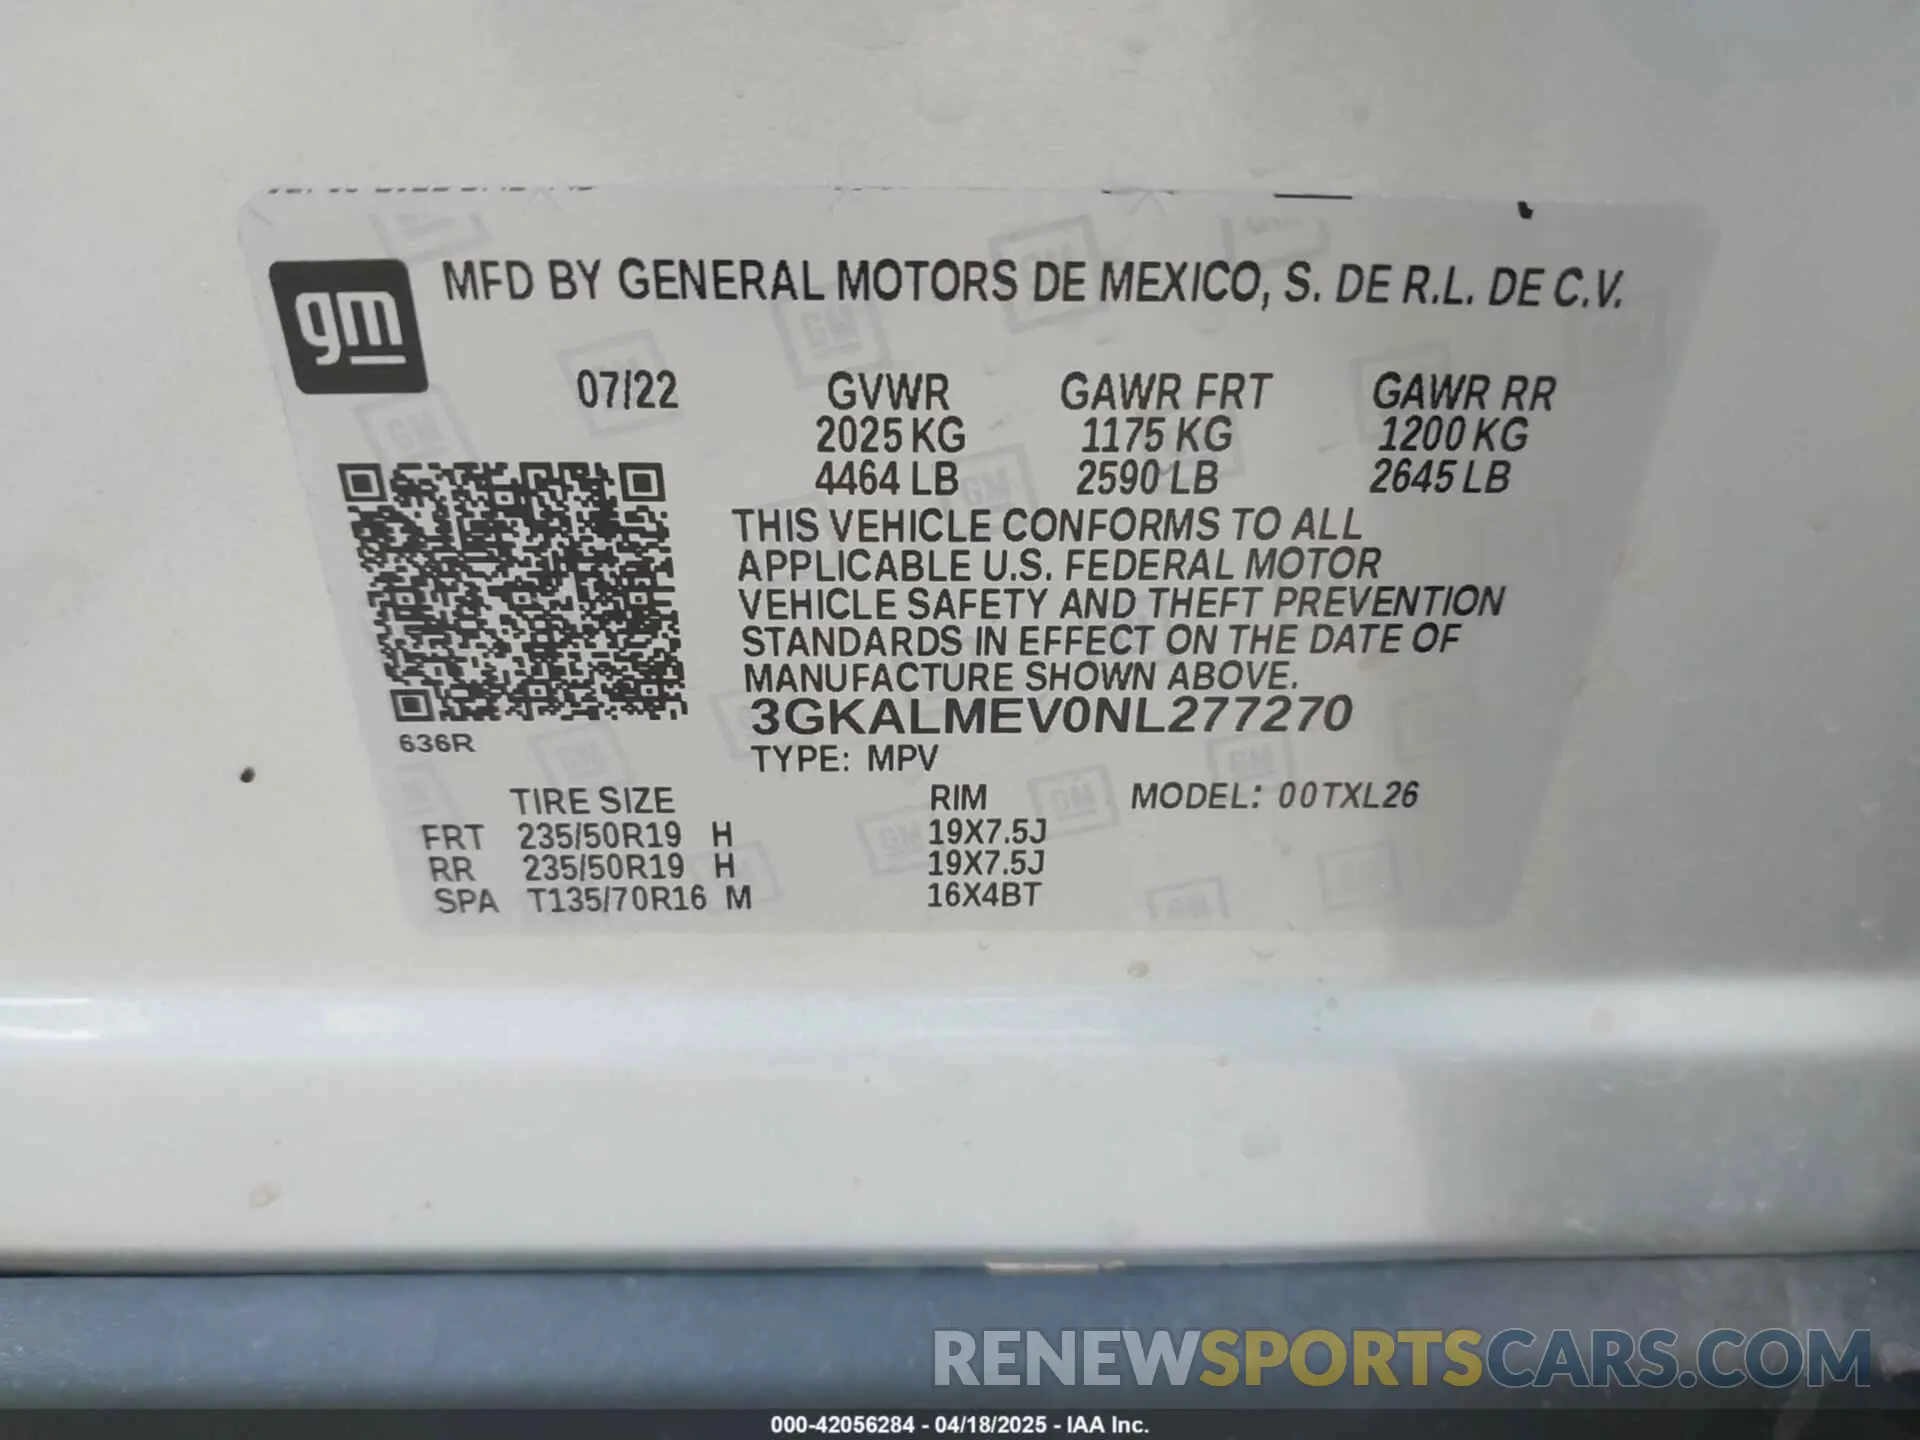 gm MFD BY GENERAL MOTORS DE MEXICO, S. DE R.L. DE C.V.
07/22 GVWR GAWR FRT GAWR RR
2025 KG 1175 KG 1200 KG
4464 LB 2590 LB 2645 LB
THIS VEHICLE CONFORMS TO ALL
APPLICABLE U.S. FEDERAL MOTOR
VEHICLE SAFETY AND THEFT PREVENTION
STANDARDS IN EFFECT ON THE DATE OF
MANUFACTURE SHOWN ABOVE.
3GKALMEV0NL277270
636R
TYPE: MPV
TIRE SIZE RIM MODEL: 00TXL26
FRT 235/50R19 H 19X7.5J
RR 235/50R19 H 19X7.5J
SPA T135/70R16 M 16X4BT
RENEWSPORTSCARS.COM
000-42056284 - 04/18/2025 - IAA Inc.